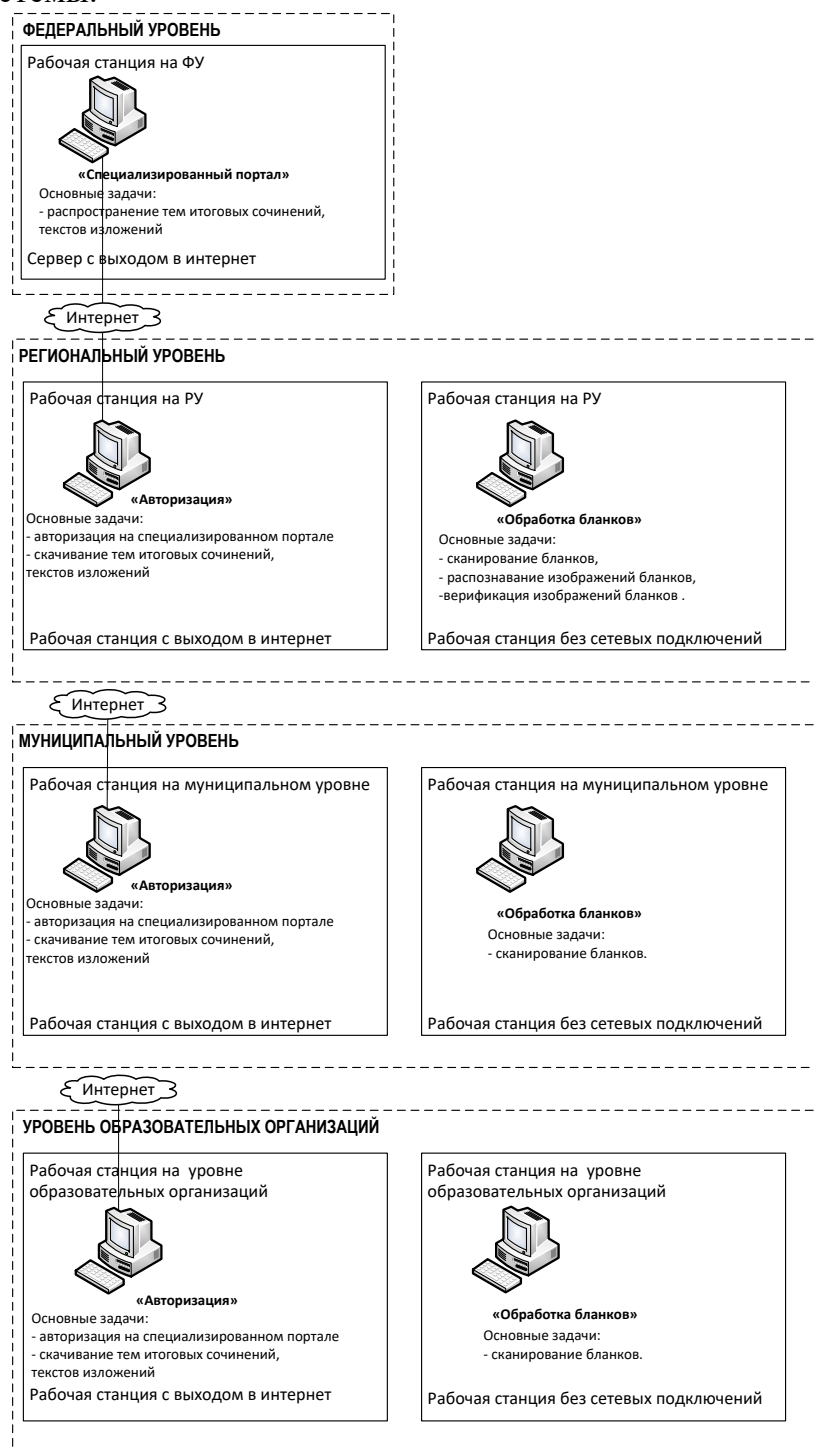 ФЕДЕРАЛЬНЫЙ УРОВЕНЬ
Рабочая станция на ФУ
«Специализированный портал»
Основные задачи:
- распространение тем итоговых сочинений,
текстов изложений
Сервер с выходом в интернет
Интернет
РЕГИОНАЛЬНЫЙ УРОВЕНЬ
Рабочая станция на РУ
«Авторизация»
Основные задачи:
- авторизация на специализированном портале
- скачивание тем итоговых сочинений,
текстов изложений
Рабочая станция с выходом в интернет
Рабочая станция на РУ
«Обработка бланков»
Основные задачи:
- сканирование бланков,
- распознавание изображений бланков,
-верификация изображений бланков .
Рабочая станция без сетевых подключений
Интернет
МУНИЦИПАЛЬНЫЙ УРОВЕНЬ
Рабочая станция на муниципальном уровне
«Авторизация»
Основные задачи:
- авторизация на специализированном портале
- скачивание тем итоговых сочинений,
текстов изложений
Рабочая станция с выходом в интернет
Рабочая станция на муниципальном уровне
«Обработка бланков»
Основные задачи:
- сканирование бланков.
Рабочая станция без сетевых подключений
Интернет
УРОВЕНЬ ОБРАЗОВАТЕЛЬНЫХ ОРГАНИЗАЦИЙ
Рабочая станция на уровне
образовательных организаций
«Авторизация»
Основные задачи:
- авторизация на специализированном портале
- скачивание тем итоговых сочинений,
текстов изложений
Рабочая станция с выходом в интернет
Рабочая станция на уровне
образовательных организаций
«Обработка бланков»
Основные задачи:
- сканирование бланков.
Рабочая станция без сетевых подключений